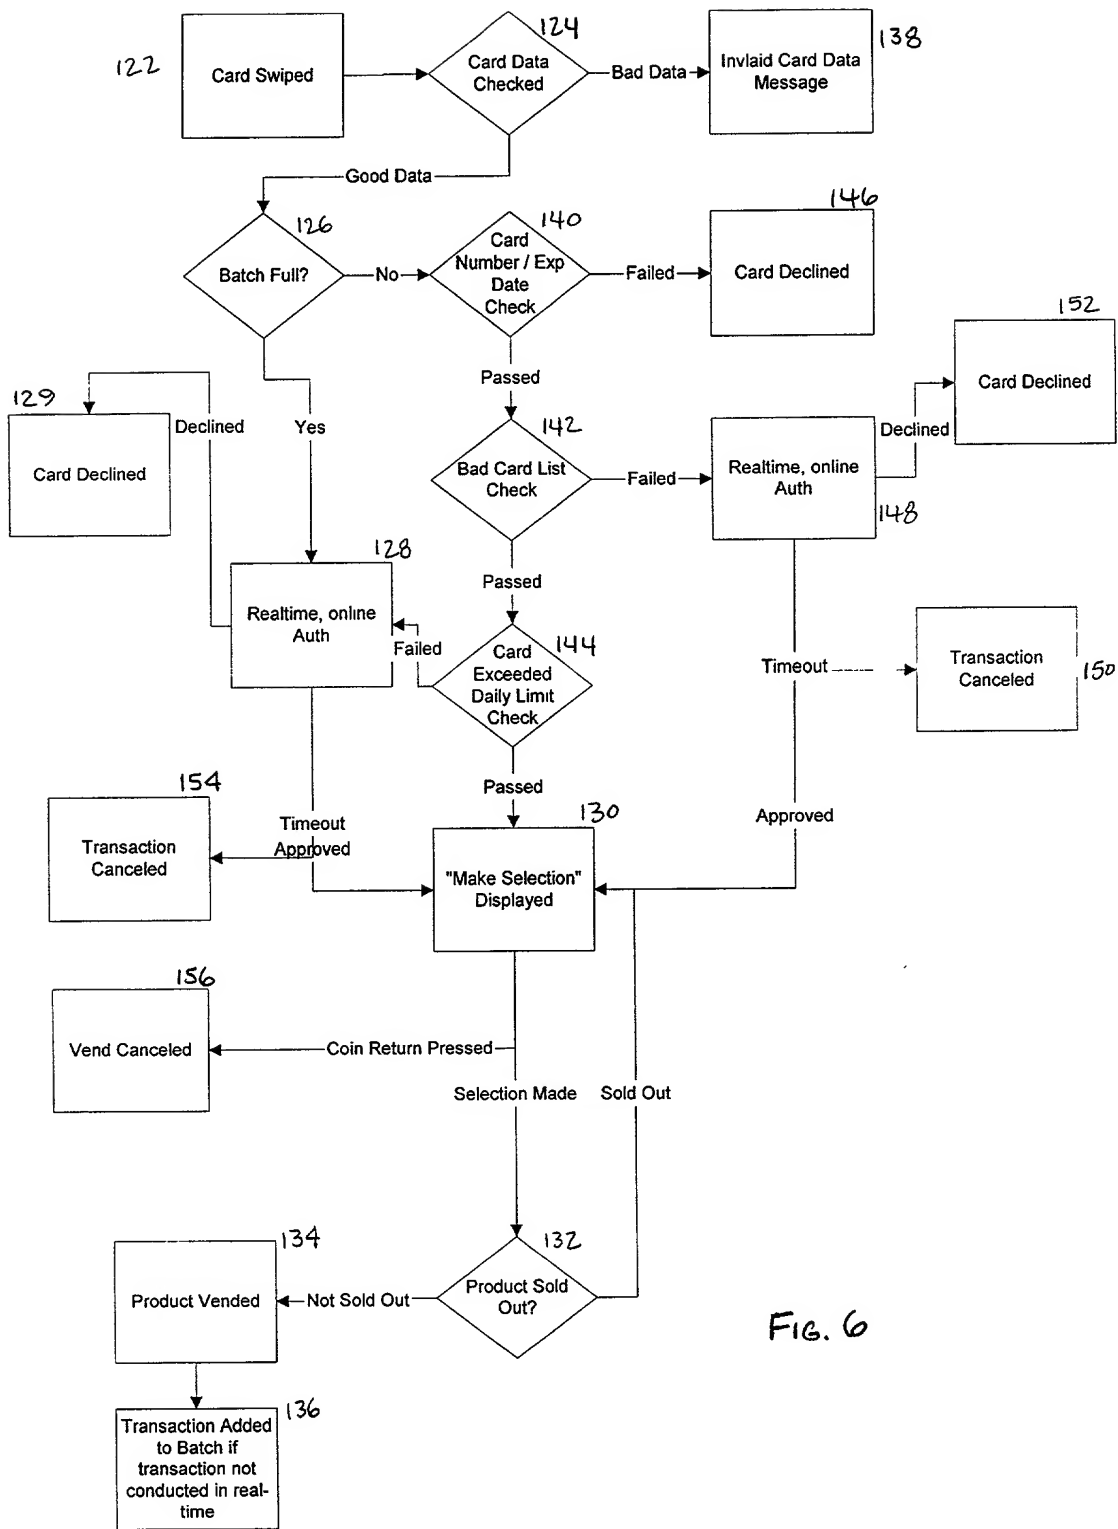 122
Card Swiped
124
Card Data
Checked
Bad Data
138
Invlaid Card Data
Message
Good Data
126
Batch Full?
No
140
Card
Number / Exp
Date
Check
Failed
146
Card Declined
152
Card Declined
Passed
129
Card Declined
Declined
Yes
142
Bad Card List
Check
Failed
Realtime, online
Auth
148
Declined
128
Realtime, online
Auth
Passed
Failed
144
Card
Exceeded
Daily Limit
Check
Timeout
Transaction
Canceled
150
Passed
154
Transaction
Canceled
Timeout
Approved
130
"Make Selection"
Displayed
Approved
156
Vend Canceled
Coin Return Pressed
Selection Made
Sold Out
134
Product Vended
Not Sold Out
132
Product Sold
Out?
FIG. 6
136
Transaction Added
to Batch if
transaction not
conducted in real-
time